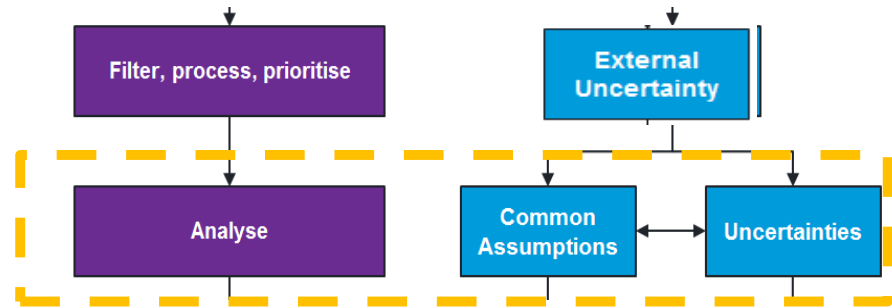 Filter, process, prioritise
External
Uncertainty
Analyse
Common
Assumptions
Uncertainties